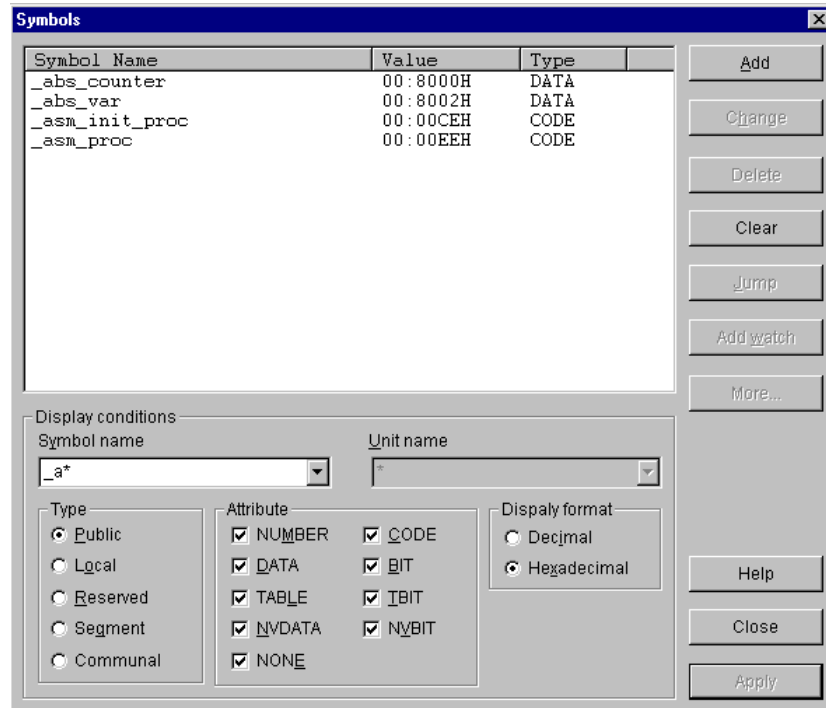 Symbols
Symbol Name Value Type
_abs_counter 00:8000H DATA
_abs_var 00:8002H DATA
_asm_init_proc 00:00CEH CODE
_asm_proc 00:00EEH CODE
Add
Change
Delete
Clear
Jump
Add watch
More...
Display conditions
Symbol name Unit name
_a* *
Type Attribute Dispaly format
Public NUMBER CODE Decimal
Local DATA BIT Hexadecimal
Reserved TABLE TBIT
Segment NVDATA NVBIT
Communal NONE
Help
Close
Apply